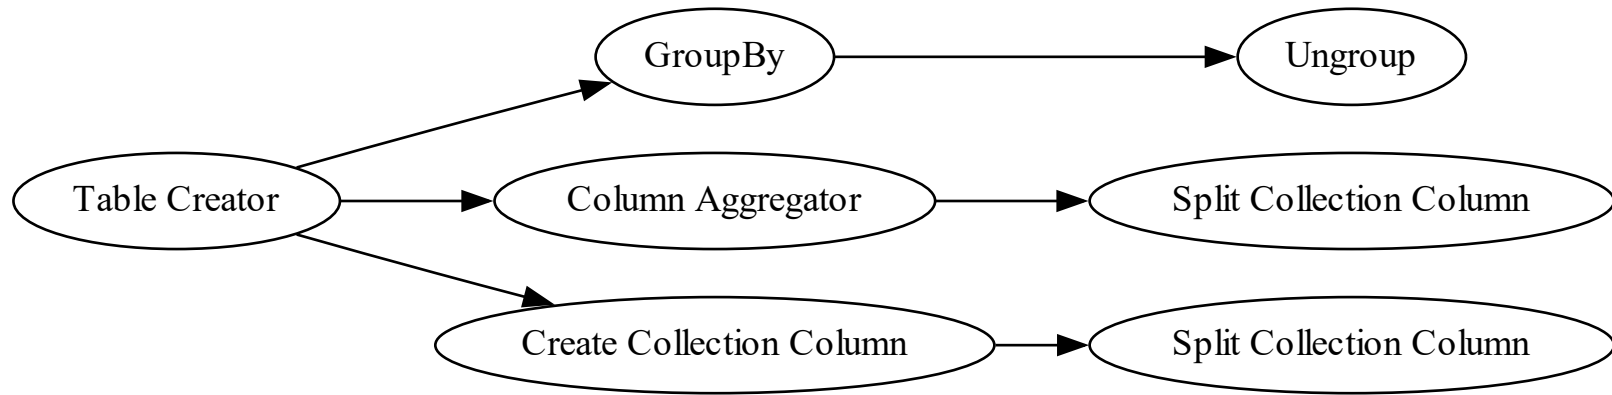 GroupBy
Ungroup
Table Creator
Column Aggregator
Split Collection Column
Create Collection Column
Split Collection Column